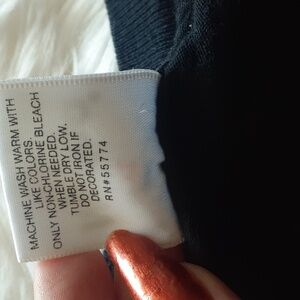 MACHINE WASH WARM WITH
LIKE COLORS.
ONLY NON-CHLORINE BLEACH
WHEN NEEDED.
TUMBLE DRY LOW.
DO NOT IRON IF
DECORATED.
RN#55774